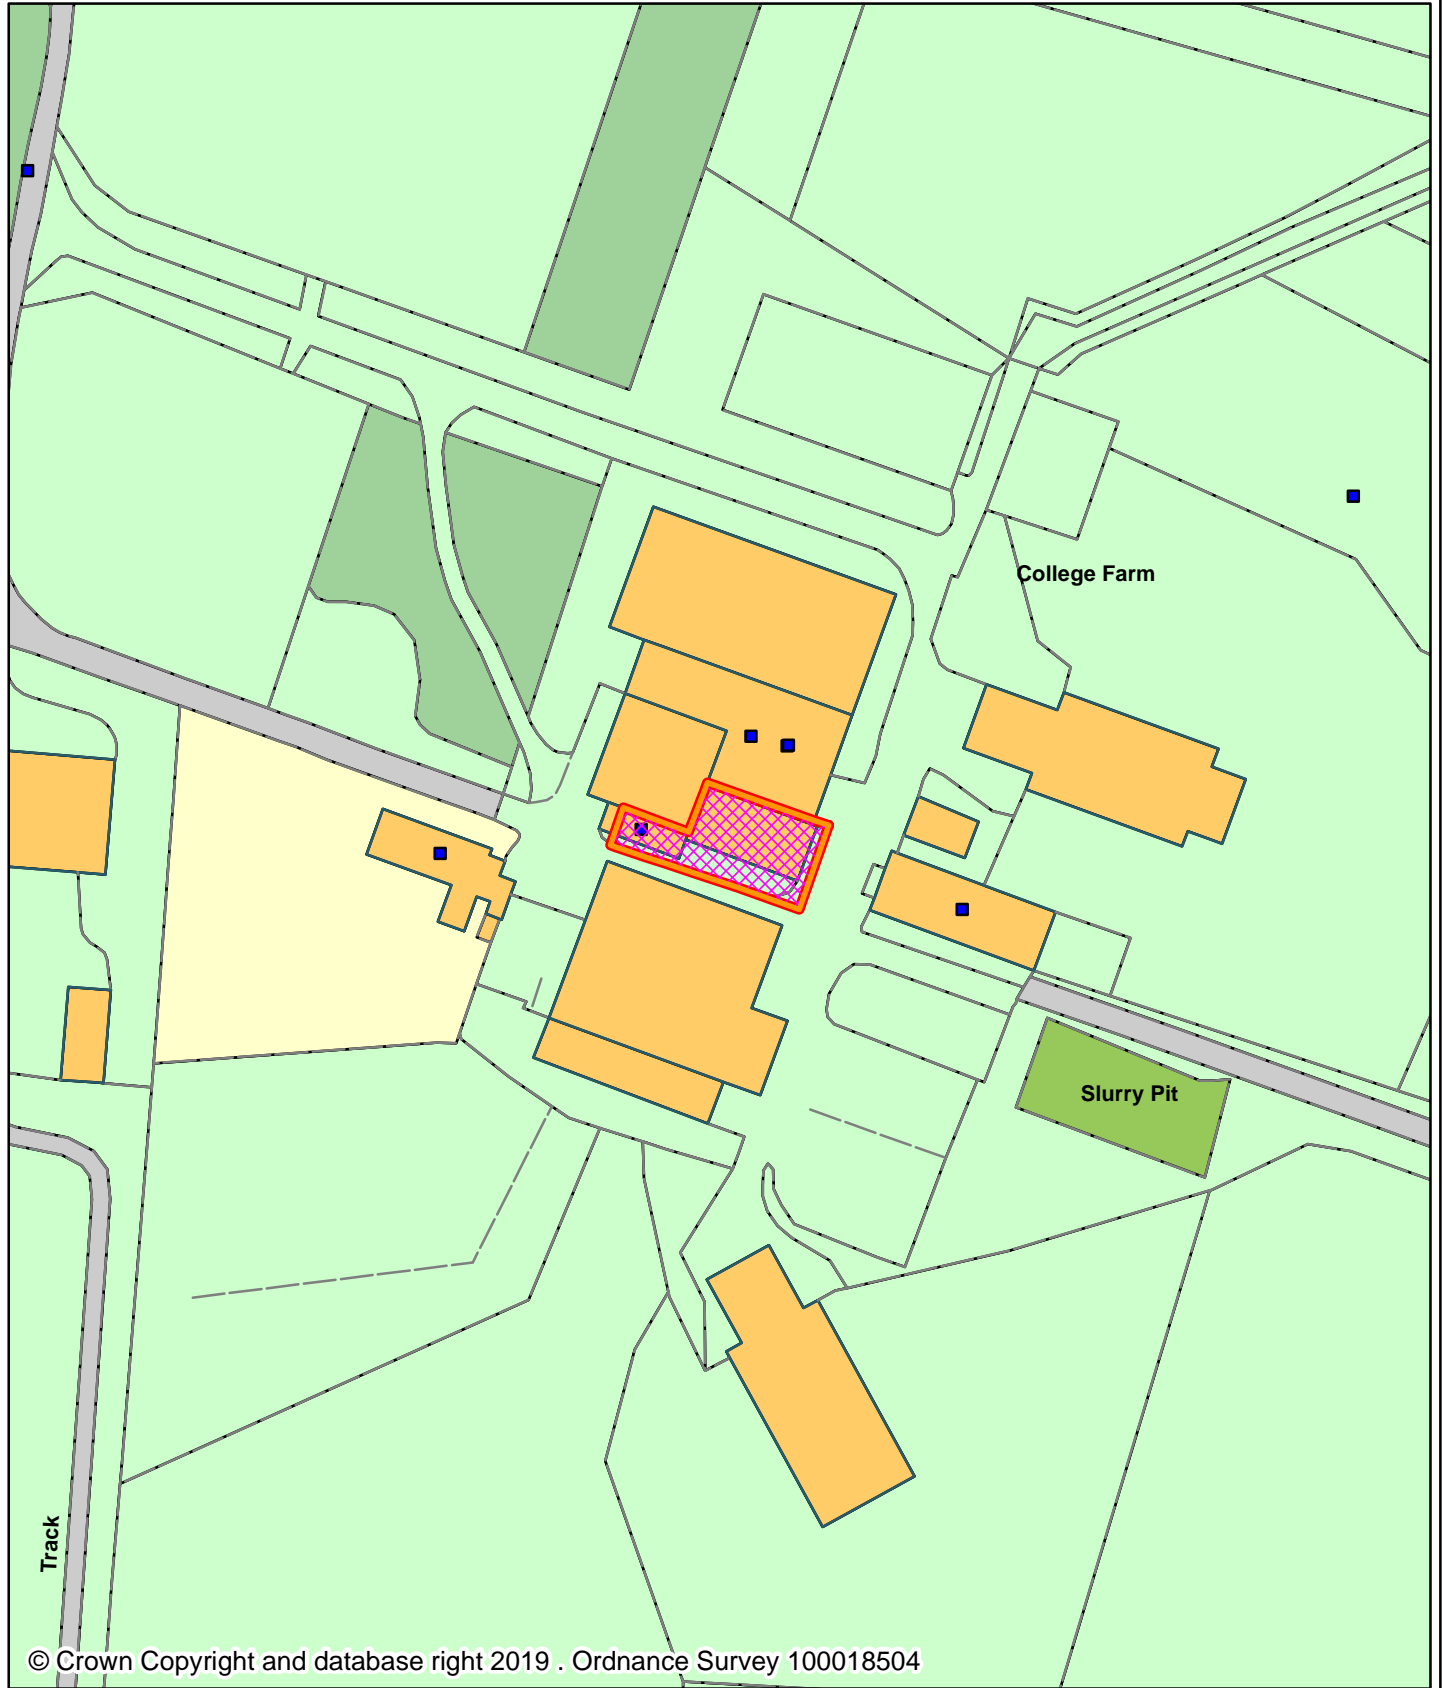 College Farm
Slurry Pit
Track
© Crown Copyright and database right 2019 . Ordnance Survey 100018504